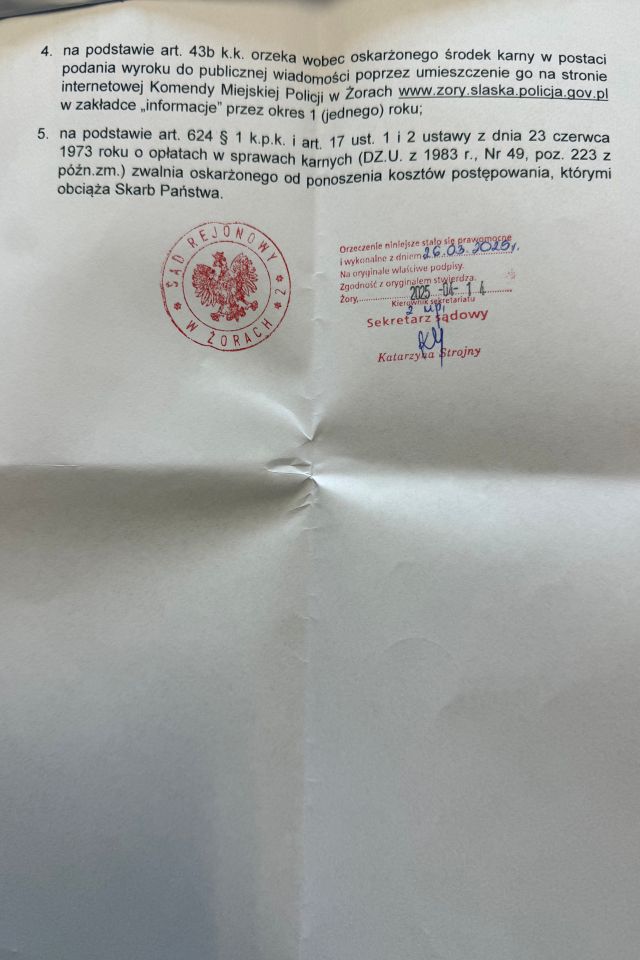 4. na podstawie art. 43b k.k. orzeka wobec oskarżonego środek karny w postaci
podania wyroku do publicznej wiadomości poprzez umieszczenie go na stronie
internetowej Komendy Miejskiej Policji w Żorach www.zory.slaska.policja.gov.pl
w zakładce „informacje” przez okres 1 (jednego) roku;
5. na podstawie art. 624 § 1 k.p.k. i art. 17 ust. 1 i 2 ustawy z dnia 23 czerwca
1973 roku o opłatach w sprawach karnych (DZ.U. z 1983 r., Nr 49, poz. 223 z
późn.zm.) zwalnia oskarżonego od ponoszenia kosztów postępowania, którymi
obciąża Skarb Państwa.
SĄD REJONOWY
W ŻORACH
* 2 *
Orzeczenie niniejsze stało się prawomocne
i wykonalne z dniem 26.03.2025r.
Na oryginale właściwe podpisy.
Zgodność z oryginałem stwierdza.
Żory, 2025 -04- 14
Kierownik sekretariatu
z up.
Sekretarz sądowy
Katarzyna Strojny